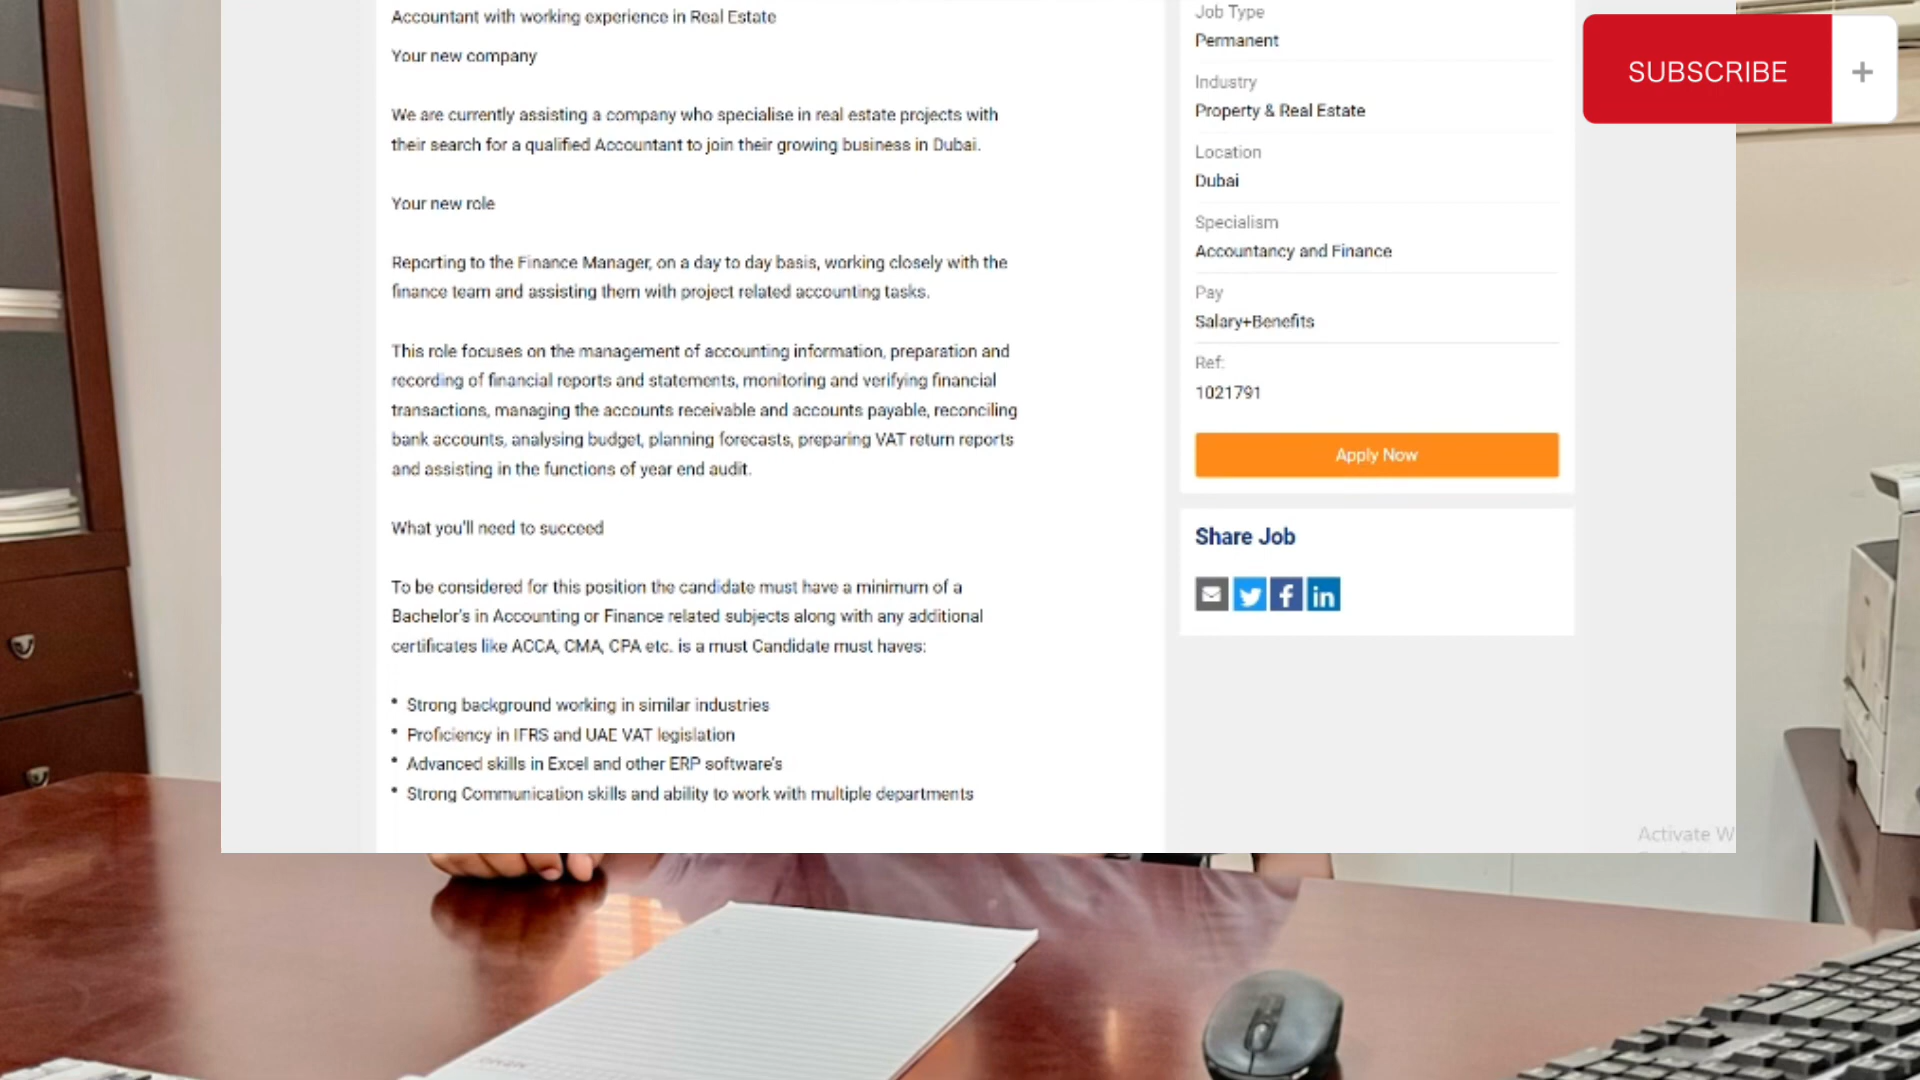 Accountant with working experience in Real Estate
Your new company
We are currently assisting a company who specialise in real estate projects with
their search for a qualified Accountant to join their growing business in Dubai.
Your new role
Reporting to the Finance Manager, on a day to day basis, working closely with the
finance team and assisting them with project related accounting tasks.
This role focuses on the management of accounting information, preparation and
recording of financial reports and statements, monitoring and verifying financial
transactions, managing the accounts receivable and accounts payable, reconciling
bank accounts, analysing budget, planning forecasts, preparing VAT return reports
and assisting in the functions of year end audit.
What you'll need to succeed
To be considered for this position the candidate must have a minimum of a
Bachelor's in Accounting or Finance related subjects along with any additional
certificates like ACCA, CMA, CPA etc. is a must Candidate must haves:
* Strong background working in similar industries
* Proficiency in IFRS and UAE VAT legislation
* Advanced skills in Excel and other ERP software's
* Strong Communication skills and ability to work with multiple departments
Job Type
Permanent
Industry
Property & Real Estate
Location
Dubai
Specialism
Accountancy and Finance
Pay
Salary+Benefits
Ref:
1021791
Apply Now
Share Job
SUBSCRIBE +
Activate W